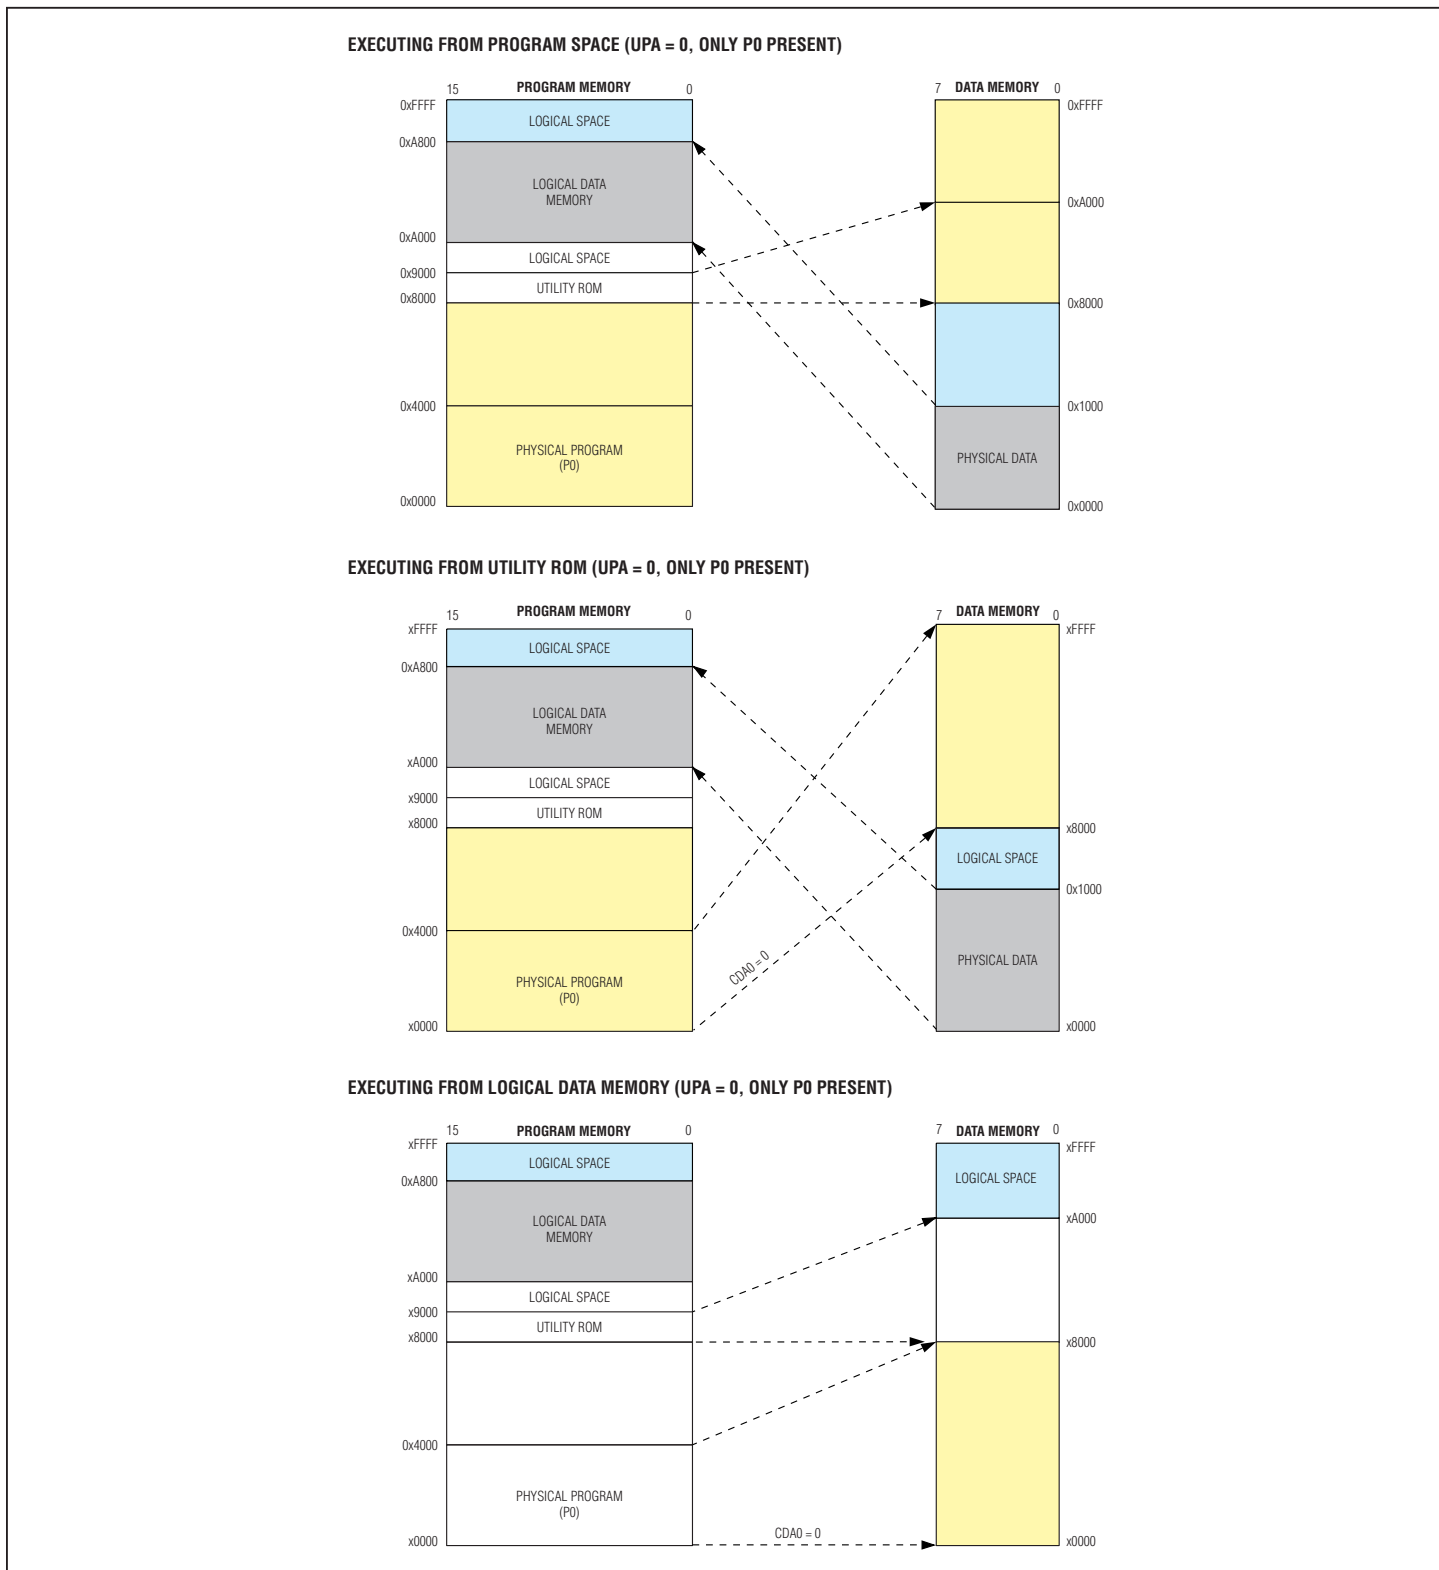 EXECUTING FROM PROGRAM SPACE (UPA = 0, ONLY P0 PRESENT)
15 PROGRAM MEMORY 0
7 DATA MEMORY 0
0xFFFF
LOGICAL SPACE
0xA800
LOGICAL DATA
MEMORY
0xA000
LOGICAL SPACE
0x9000
UTILITY ROM
0x8000
0x4000
PHYSICAL PROGRAM
(P0)
0x0000
0xFFFF
0xA000
0x8000
0x1000
PHYSICAL DATA
0x0000
EXECUTING FROM UTILITY ROM (UPA = 0, ONLY P0 PRESENT)
15 PROGRAM MEMORY 0
7 DATA MEMORY 0
xFFFF
LOGICAL SPACE
0xA800
LOGICAL DATA
MEMORY
xA000
LOGICAL SPACE
x9000
UTILITY ROM
x8000
0x4000
PHYSICAL PROGRAM
(P0)
x0000
CDA0 = 0
xFFFF
x8000
LOGICAL SPACE
0x1000
PHYSICAL DATA
x0000
EXECUTING FROM LOGICAL DATA MEMORY (UPA = 0, ONLY P0 PRESENT)
15 PROGRAM MEMORY 0
7 DATA MEMORY 0
xFFFF
LOGICAL SPACE
0xA800
LOGICAL DATA
MEMORY
xA000
LOGICAL SPACE
x9000
UTILITY ROM
x8000
0x4000
PHYSICAL PROGRAM
(P0)
x0000
CDA0 = 0
xFFFF
LOGICAL SPACE
xA000
x8000
x0000